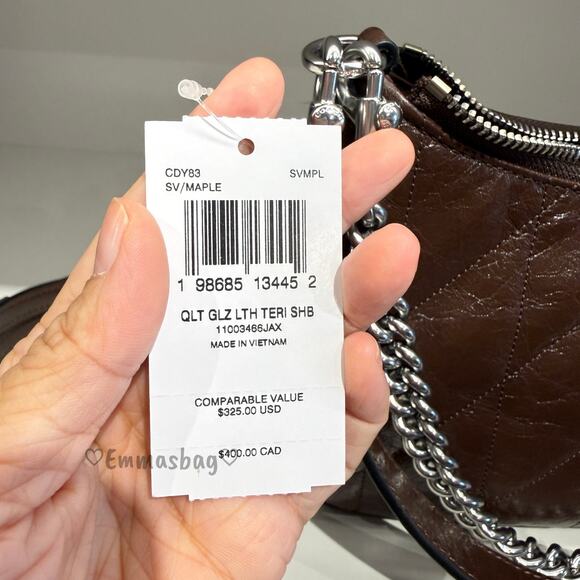 CDY83 SVMPL
SV/MAPLE
1 98685 13445 2
QLT GLZ LTH TERI SHB
11003466JAX
MADE IN VIETNAM
COMPARABLE VALUE
$325.00 USD
♡Emmasbag♡
$400.00 CAD